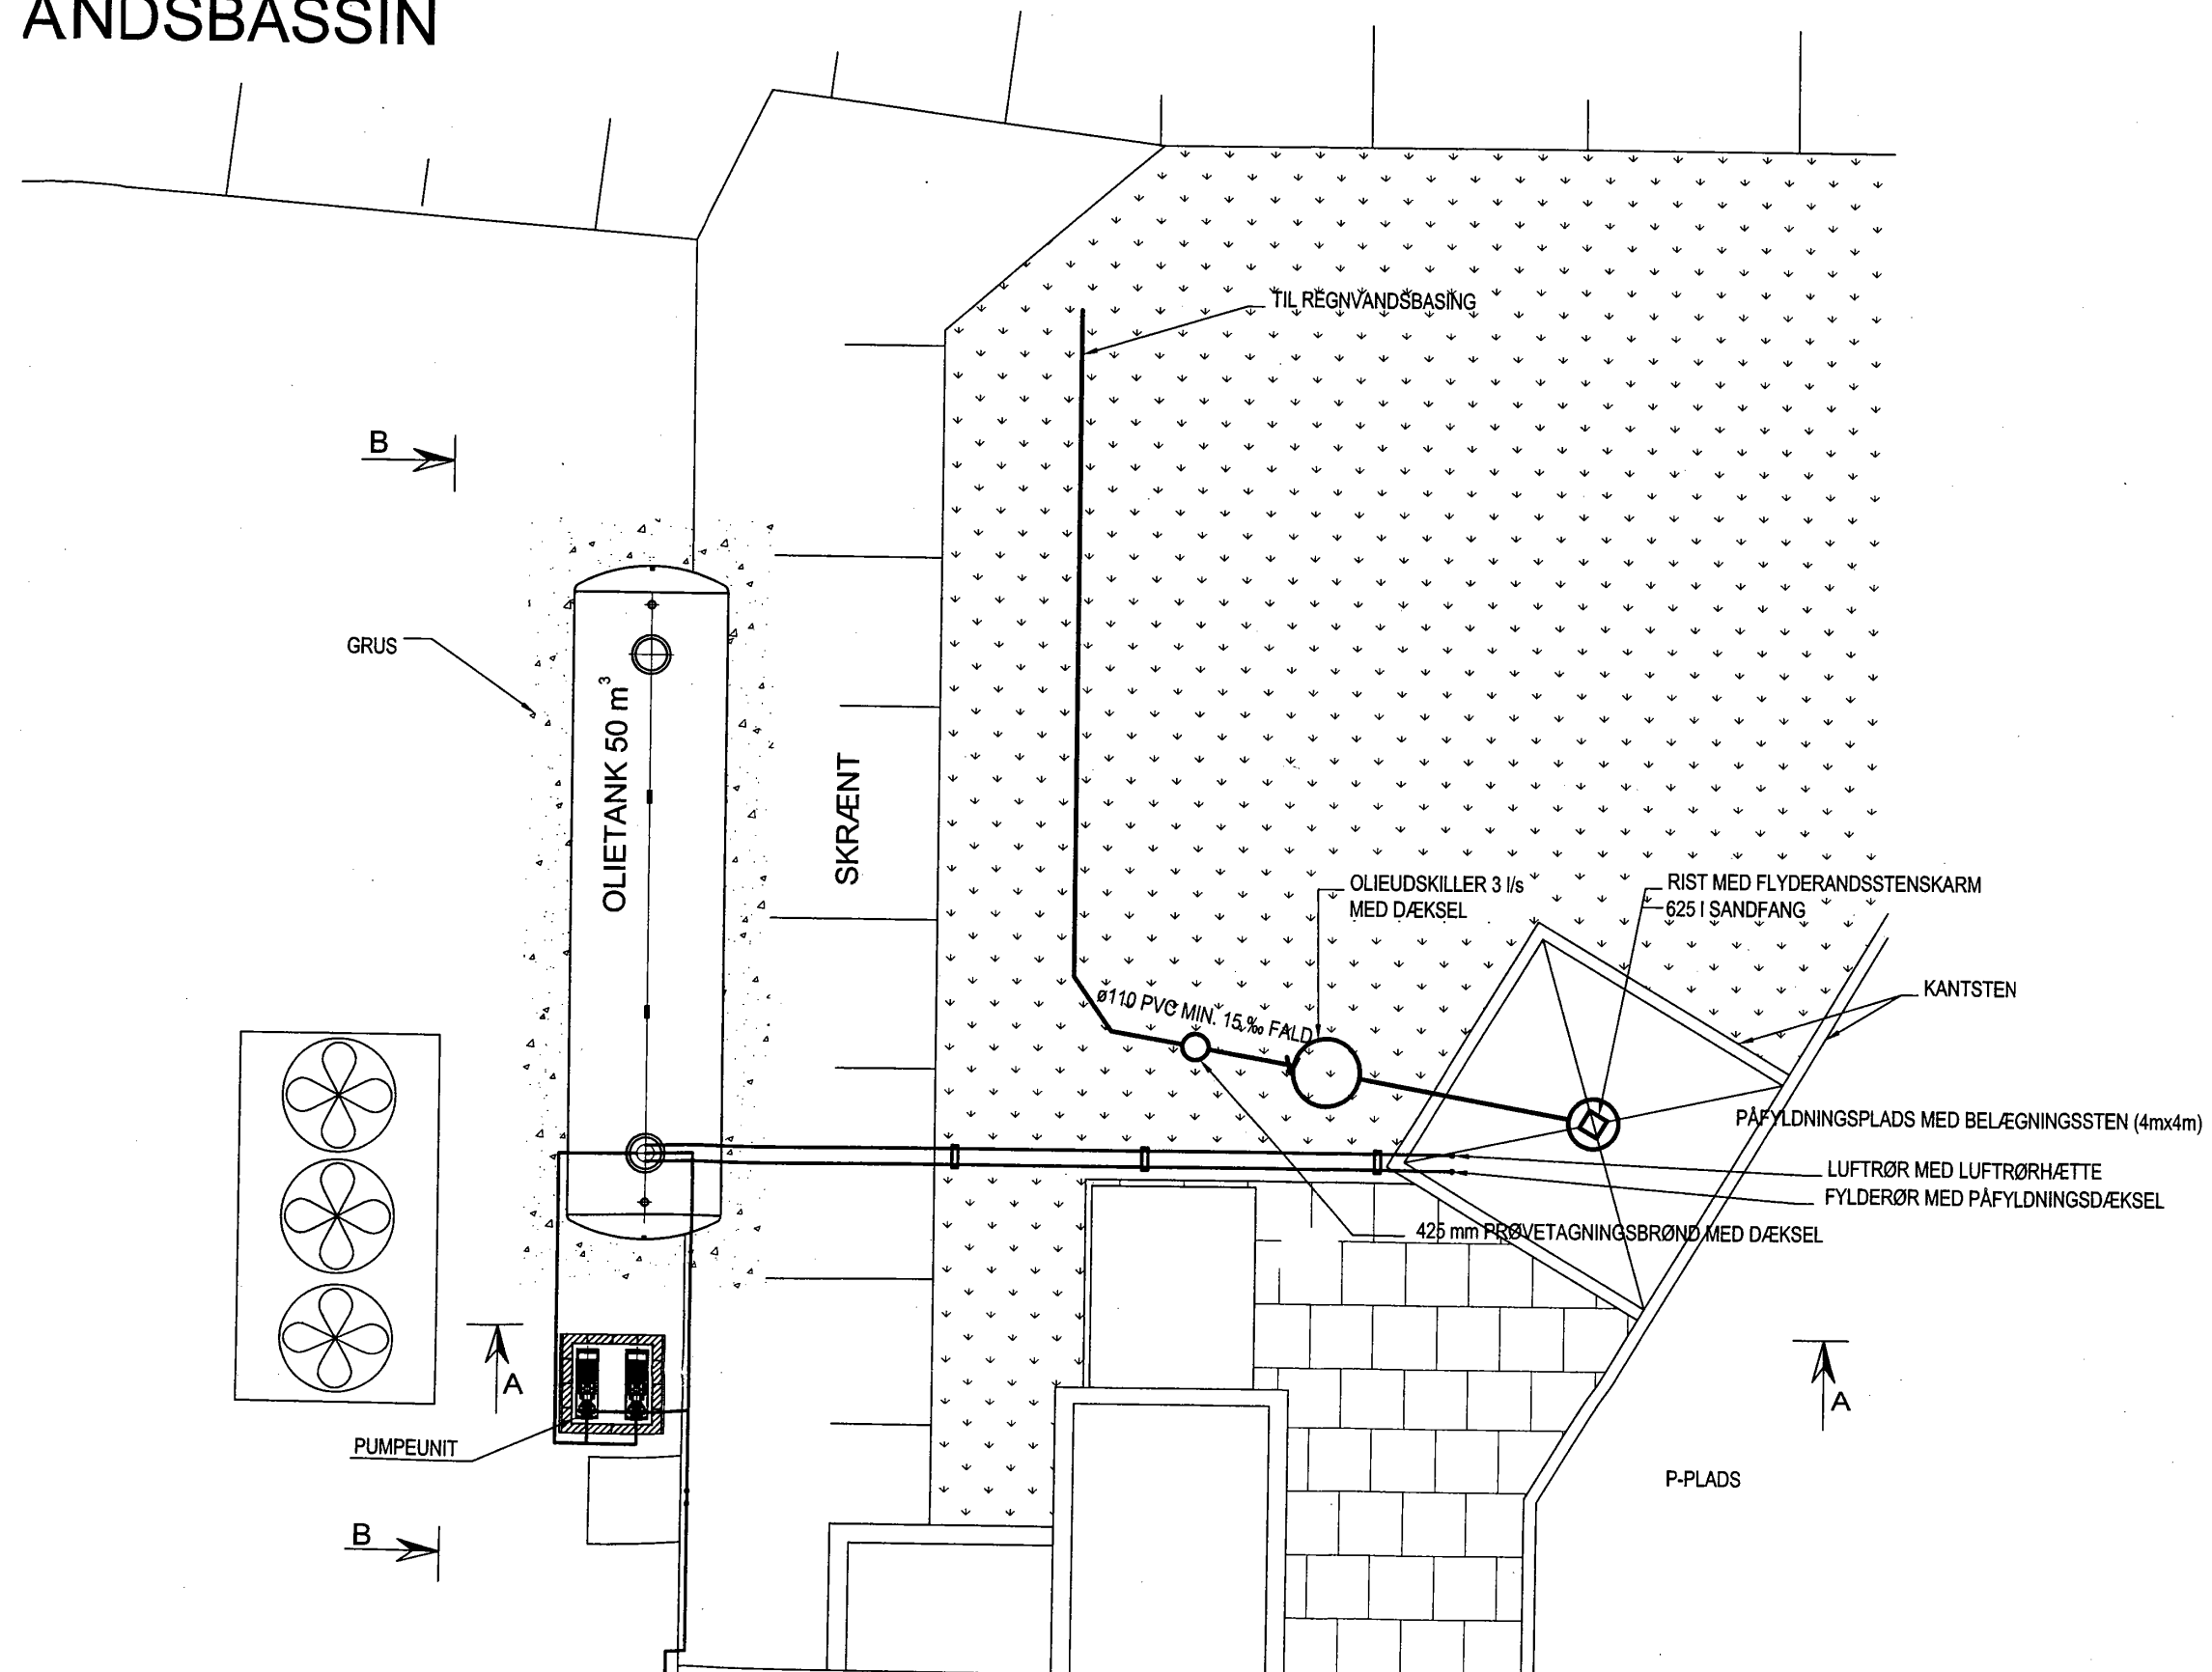 ANDSBASSIN
TIL REGNVANDSBASING
B
GRUS
OLIETANK 50 m³
SKRÆNT
OLIEUDSKILLER 3 l/s
MED DÆKSEL
RIST MED FLYDERANDSSTENSKARM
625 l SANDFANG
KANTSTEN
ø110 PVC MIN. 15 ‰ FALD
PÅFYLDNINGSPLADS MED BELÆGNINGSSTEN (4mx4m)
LUFTRØR MED LUFTRØRHÆTTE
FYLDERØR MED PÅFYLDNINGSDÆKSEL
425 mm PRØVETAGNINGSBRØND MED DÆKSEL
A
A
PUMPEUNIT
P-PLADS
B